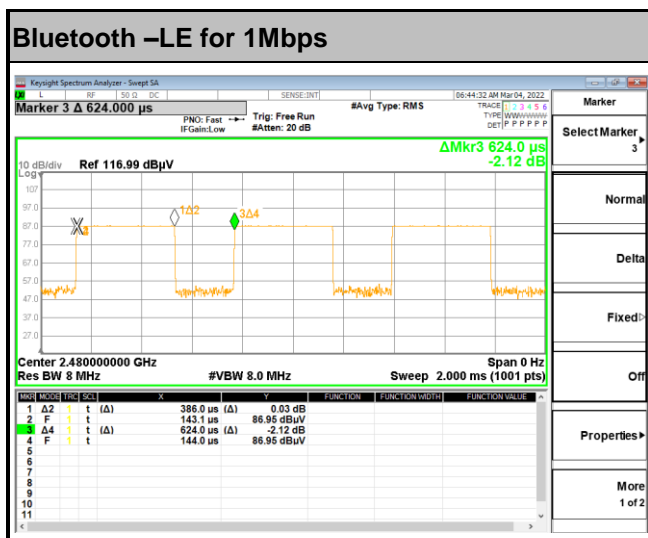 Bluetooth –LE for 1Mbps
Keysight Spectrum Analyzer - Swept SA
L RF 50 Ω DC SENSE:INT 06:44:32 AM Mar 04, 2022
Marker 3 Δ 624.000 µs #Avg Type: RMS TRACE 1 2 3 4 5 6
PNO: Fast Trig: Free Run TYPE WWWWWW
IFGain:Low #Atten: 20 dB DET P P P P P P
ΔMkr3 624.0 µs
10 dB/div Ref 116.99 dBµV -2.12 dB
Log
107
97.0
1Δ2 3Δ4
87.0
77.0
67.0
57.0
47.0
37.0
27.0
Center 2.480000000 GHz Span 0 Hz
Res BW 8 MHz #VBW 8.0 MHz Sweep 2.000 ms (1001 pts)
MKR MODE TRC SCL X Y FUNCTION FUNCTION WIDTH FUNCTION VALUE
1 Δ2 1 t (Δ) 386.0 µs (Δ) 0.03 dB
2 F 1 t 143.1 µs 86.95 dBµV
3 Δ4 1 t (Δ) 624.0 µs (Δ) -2.12 dB
4 F 1 t 144.0 µs 86.95 dBµV
5
6
7
8
9
10
11
Marker
Select Marker
3
Normal
Delta
Fixed
Off
Properties
More
1 of 2